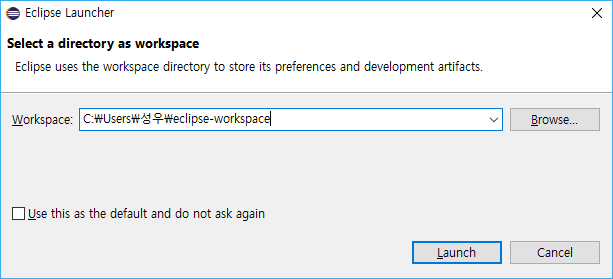 Eclipse Launcher
Select a directory as workspace
Eclipse uses the workspace directory to store its preferences and development artifacts.
Workspace: C:₩Users₩성우₩eclipse-workspace Browse...
Use this as the default and do not ask again
Launch Cancel